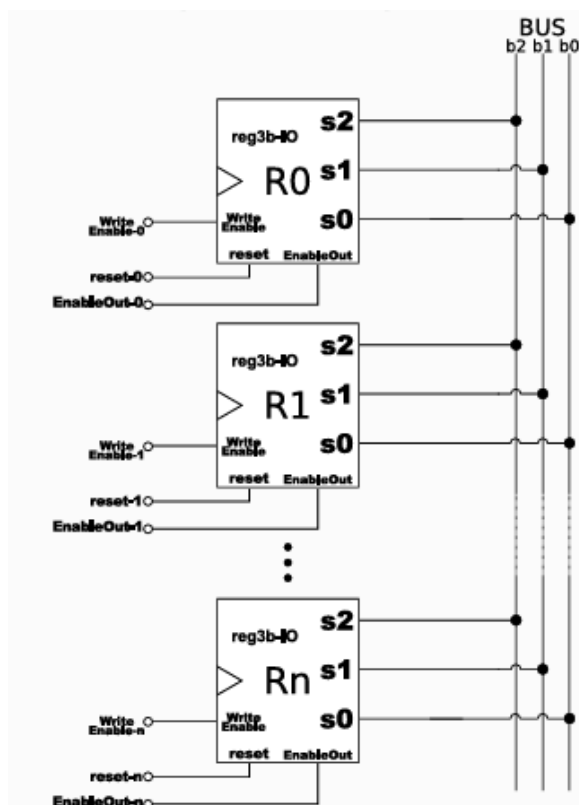 BUS
b2 b1 b0
s2
reg3b-IO
s1
R0
s0
Write
Enable-0
Write
Enable
reset EnableOut
reset-0
EnableOut-0
s2
reg3b-IO
s1
R1
s0
Write
Enable-1
Write
Enable
reset EnableOut
reset-1
EnableOut-1
s2
reg3b-IO
s1
Rn
s0
Write
Enable-n
Write
Enable
reset EnableOut
reset-n
EnableOut-n